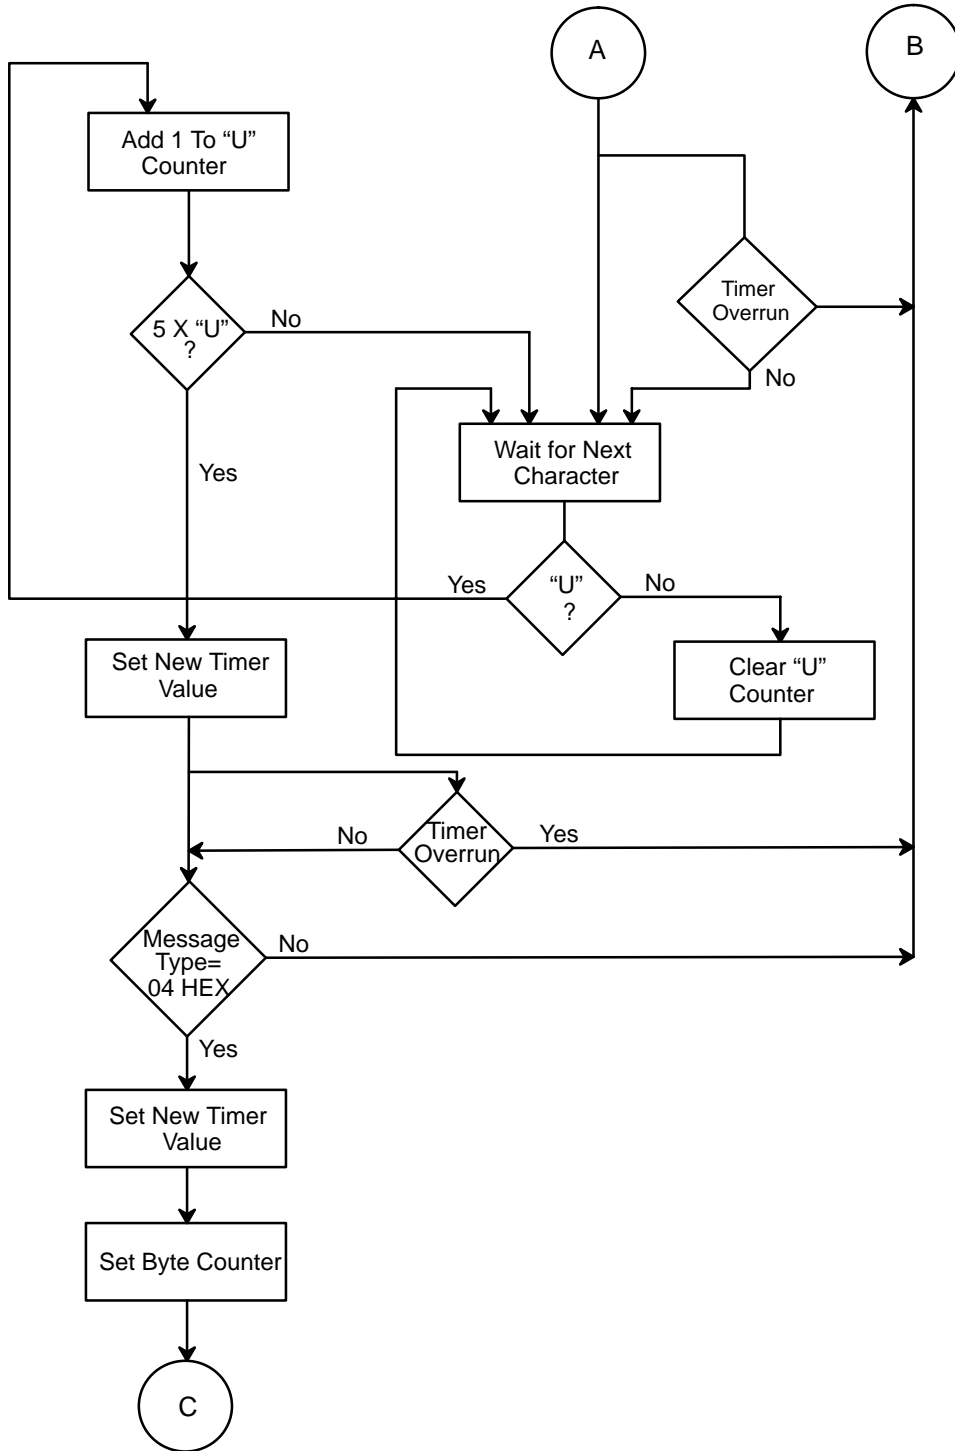 A
B
Add 1 To “U”
Counter
Timer
Overrun
5 X “U”
?
No
No
Wait for Next
Character
Yes
Yes
“U”
?
No
Set New Timer
Value
Clear “U”
Counter
No
Timer
Overrun
Yes
Message
Type=
04 HEX
No
Yes
Set New Timer
Value
Set Byte Counter
C